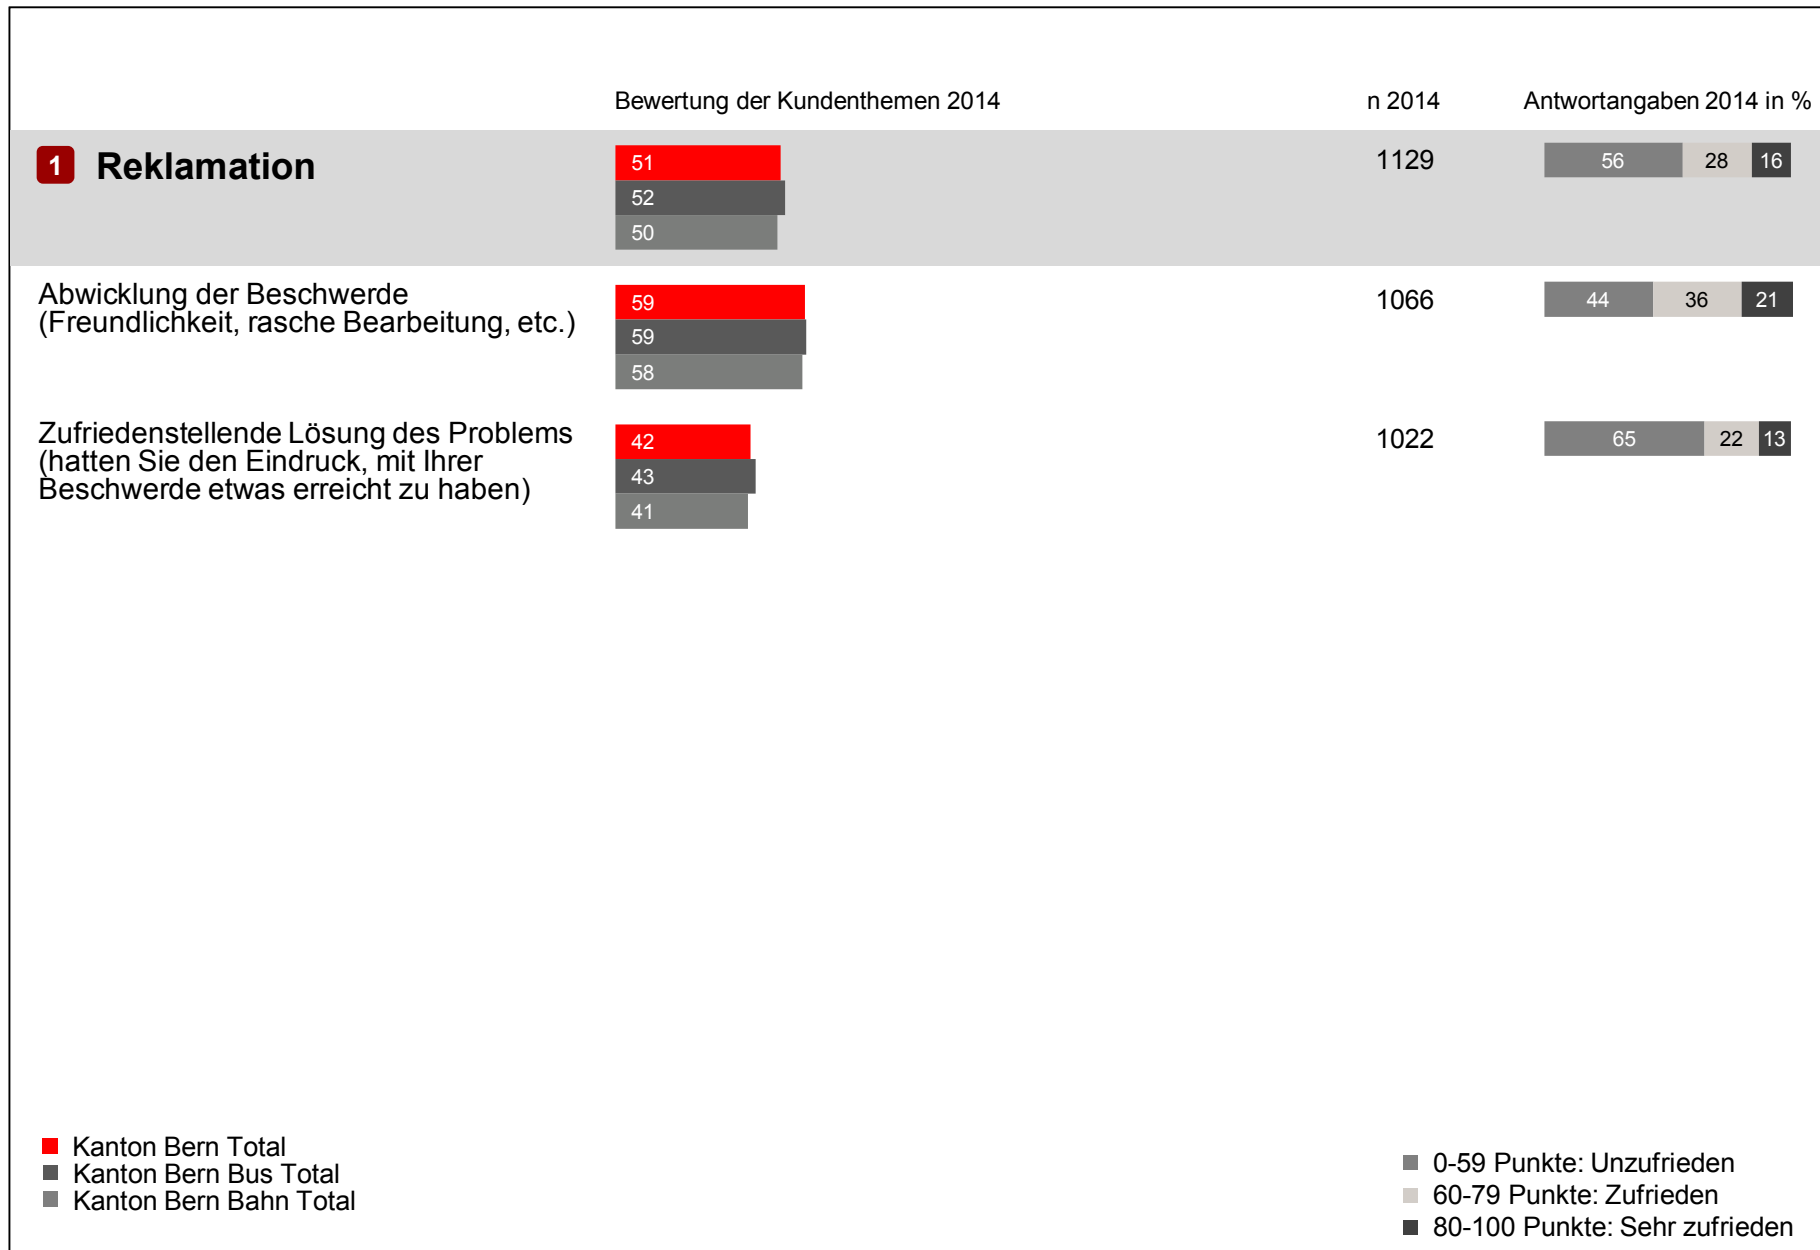 Bewertung der Kundenthemen 2014 n 2014 Antwortangaben 2014 in %
1 Reklamation
51
52
50
1129
56 28 16
Abwicklung der Beschwerde
(Freundlichkeit, rasche Bearbeitung, etc.)
59
59
58
1066
44 36 21
Zufriedenstellende Lösung des Problems
(hatten Sie den Eindruck, mit Ihrer
Beschwerde etwas erreicht zu haben)
42
43
41
1022
65 22 13
Kanton Bern Total
Kanton Bern Bus Total
Kanton Bern Bahn Total
0-59 Punkte: Unzufrieden
60-79 Punkte: Zufrieden
80-100 Punkte: Sehr zufrieden